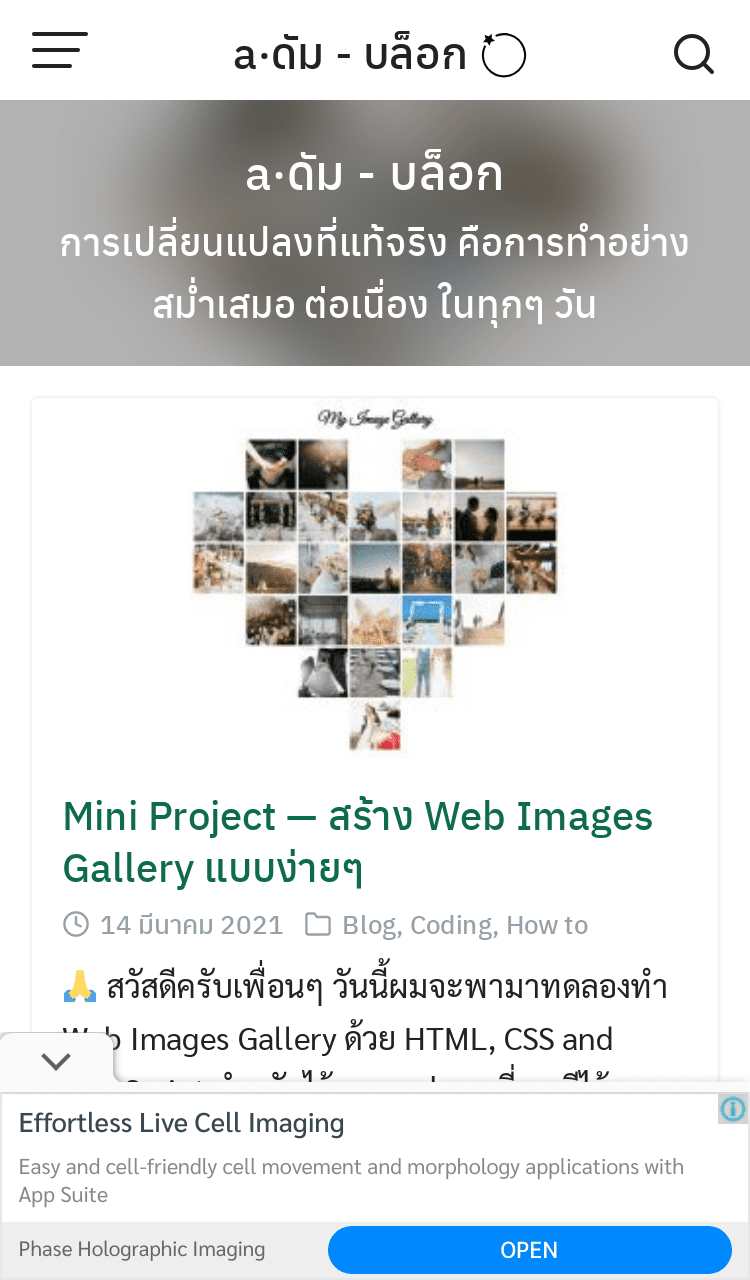 a·ดัม - บล็อก
a·ดัม - บล็อก
การเปลี่ยนแปลงที่แท้จริง คือการทำอย่าง
สม่ำเสมอ ต่อเนื่อง ในทุกๆ วัน
My Image Gallery
Mini Project — สร้าง Web Images
Gallery แบบง่ายๆ
14 มีนาคม 2021 Blog, Coding, How to
🙏 สวัสดีครับเพื่อนๆ วันนี้ผมจะพามาทดลองทำ
Web Images Gallery ด้วย HTML, CSS and
Effortless Live Cell Imaging
Easy and cell-friendly cell movement and morphology applications with
App Suite
Phase Holographic Imaging
OPEN